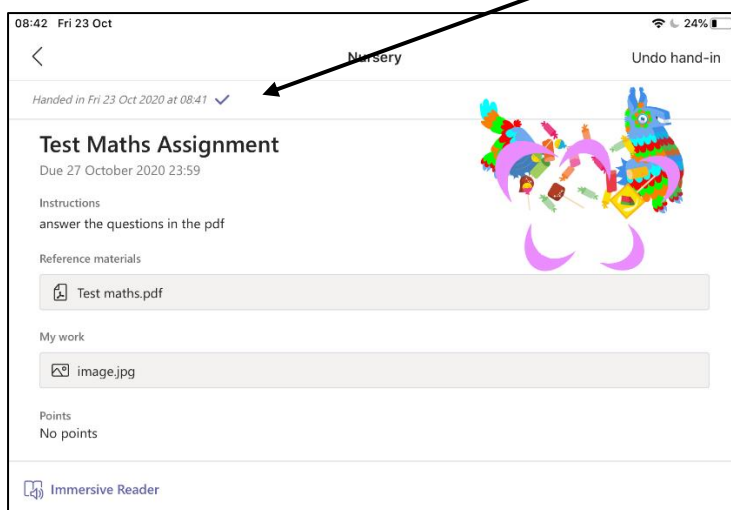 08:42 Fri 23 Oct 24%
Nursery Undo hand-in
Handed in Fri 23 Oct 2020 at 08:41
Test Maths Assignment
Due 27 October 2020 23:59
Instructions
answer the questions in the pdf
Reference materials
Test maths.pdf
My work
image.jpg
Points
No points
Immersive Reader